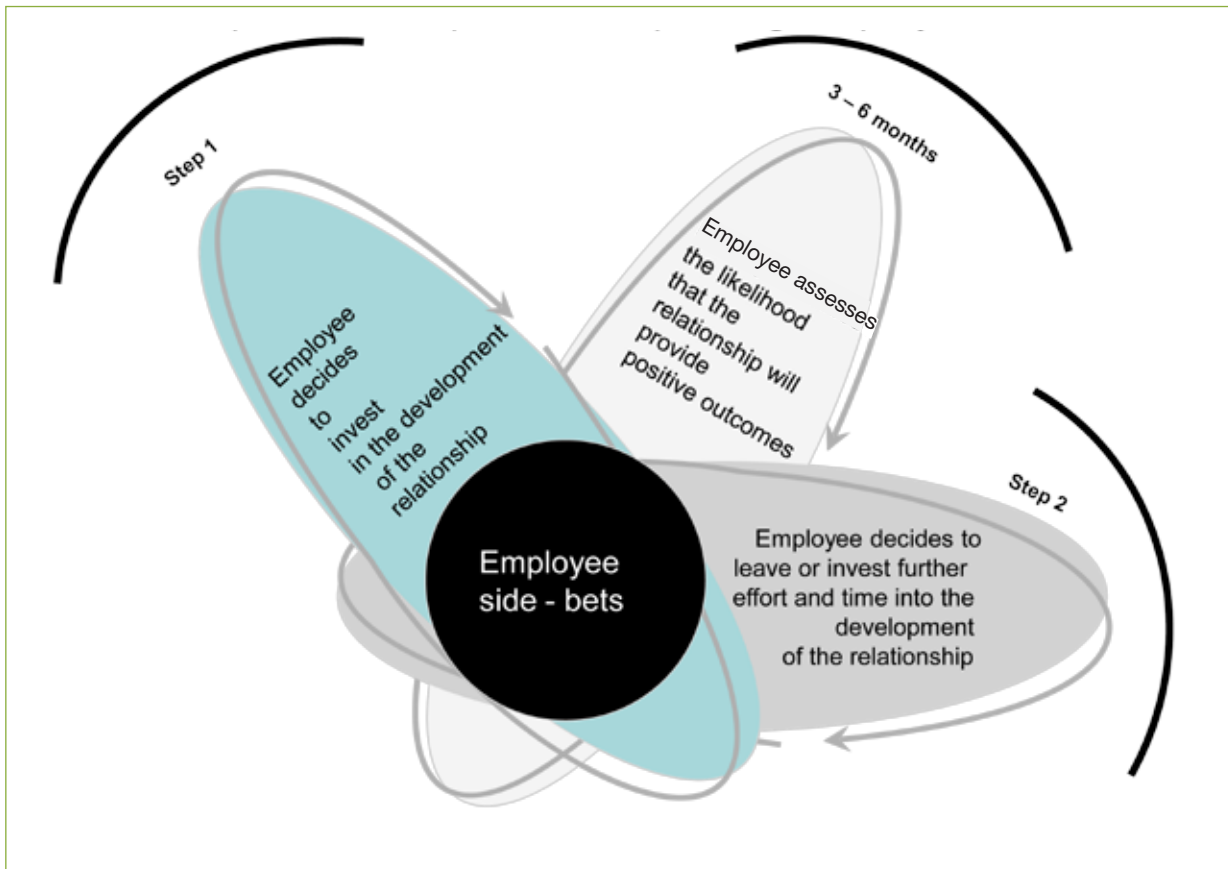 Step 1
Employee
decides
to
invest
in the development
of the
relationship
3 – 6 months
Employee assesses
the likelihood
that the
relationship will
provide
positive outcomes
Step 2
Employee decides to
leave or invest further
effort and time into the
development
of the relationship
Employee
side - bets